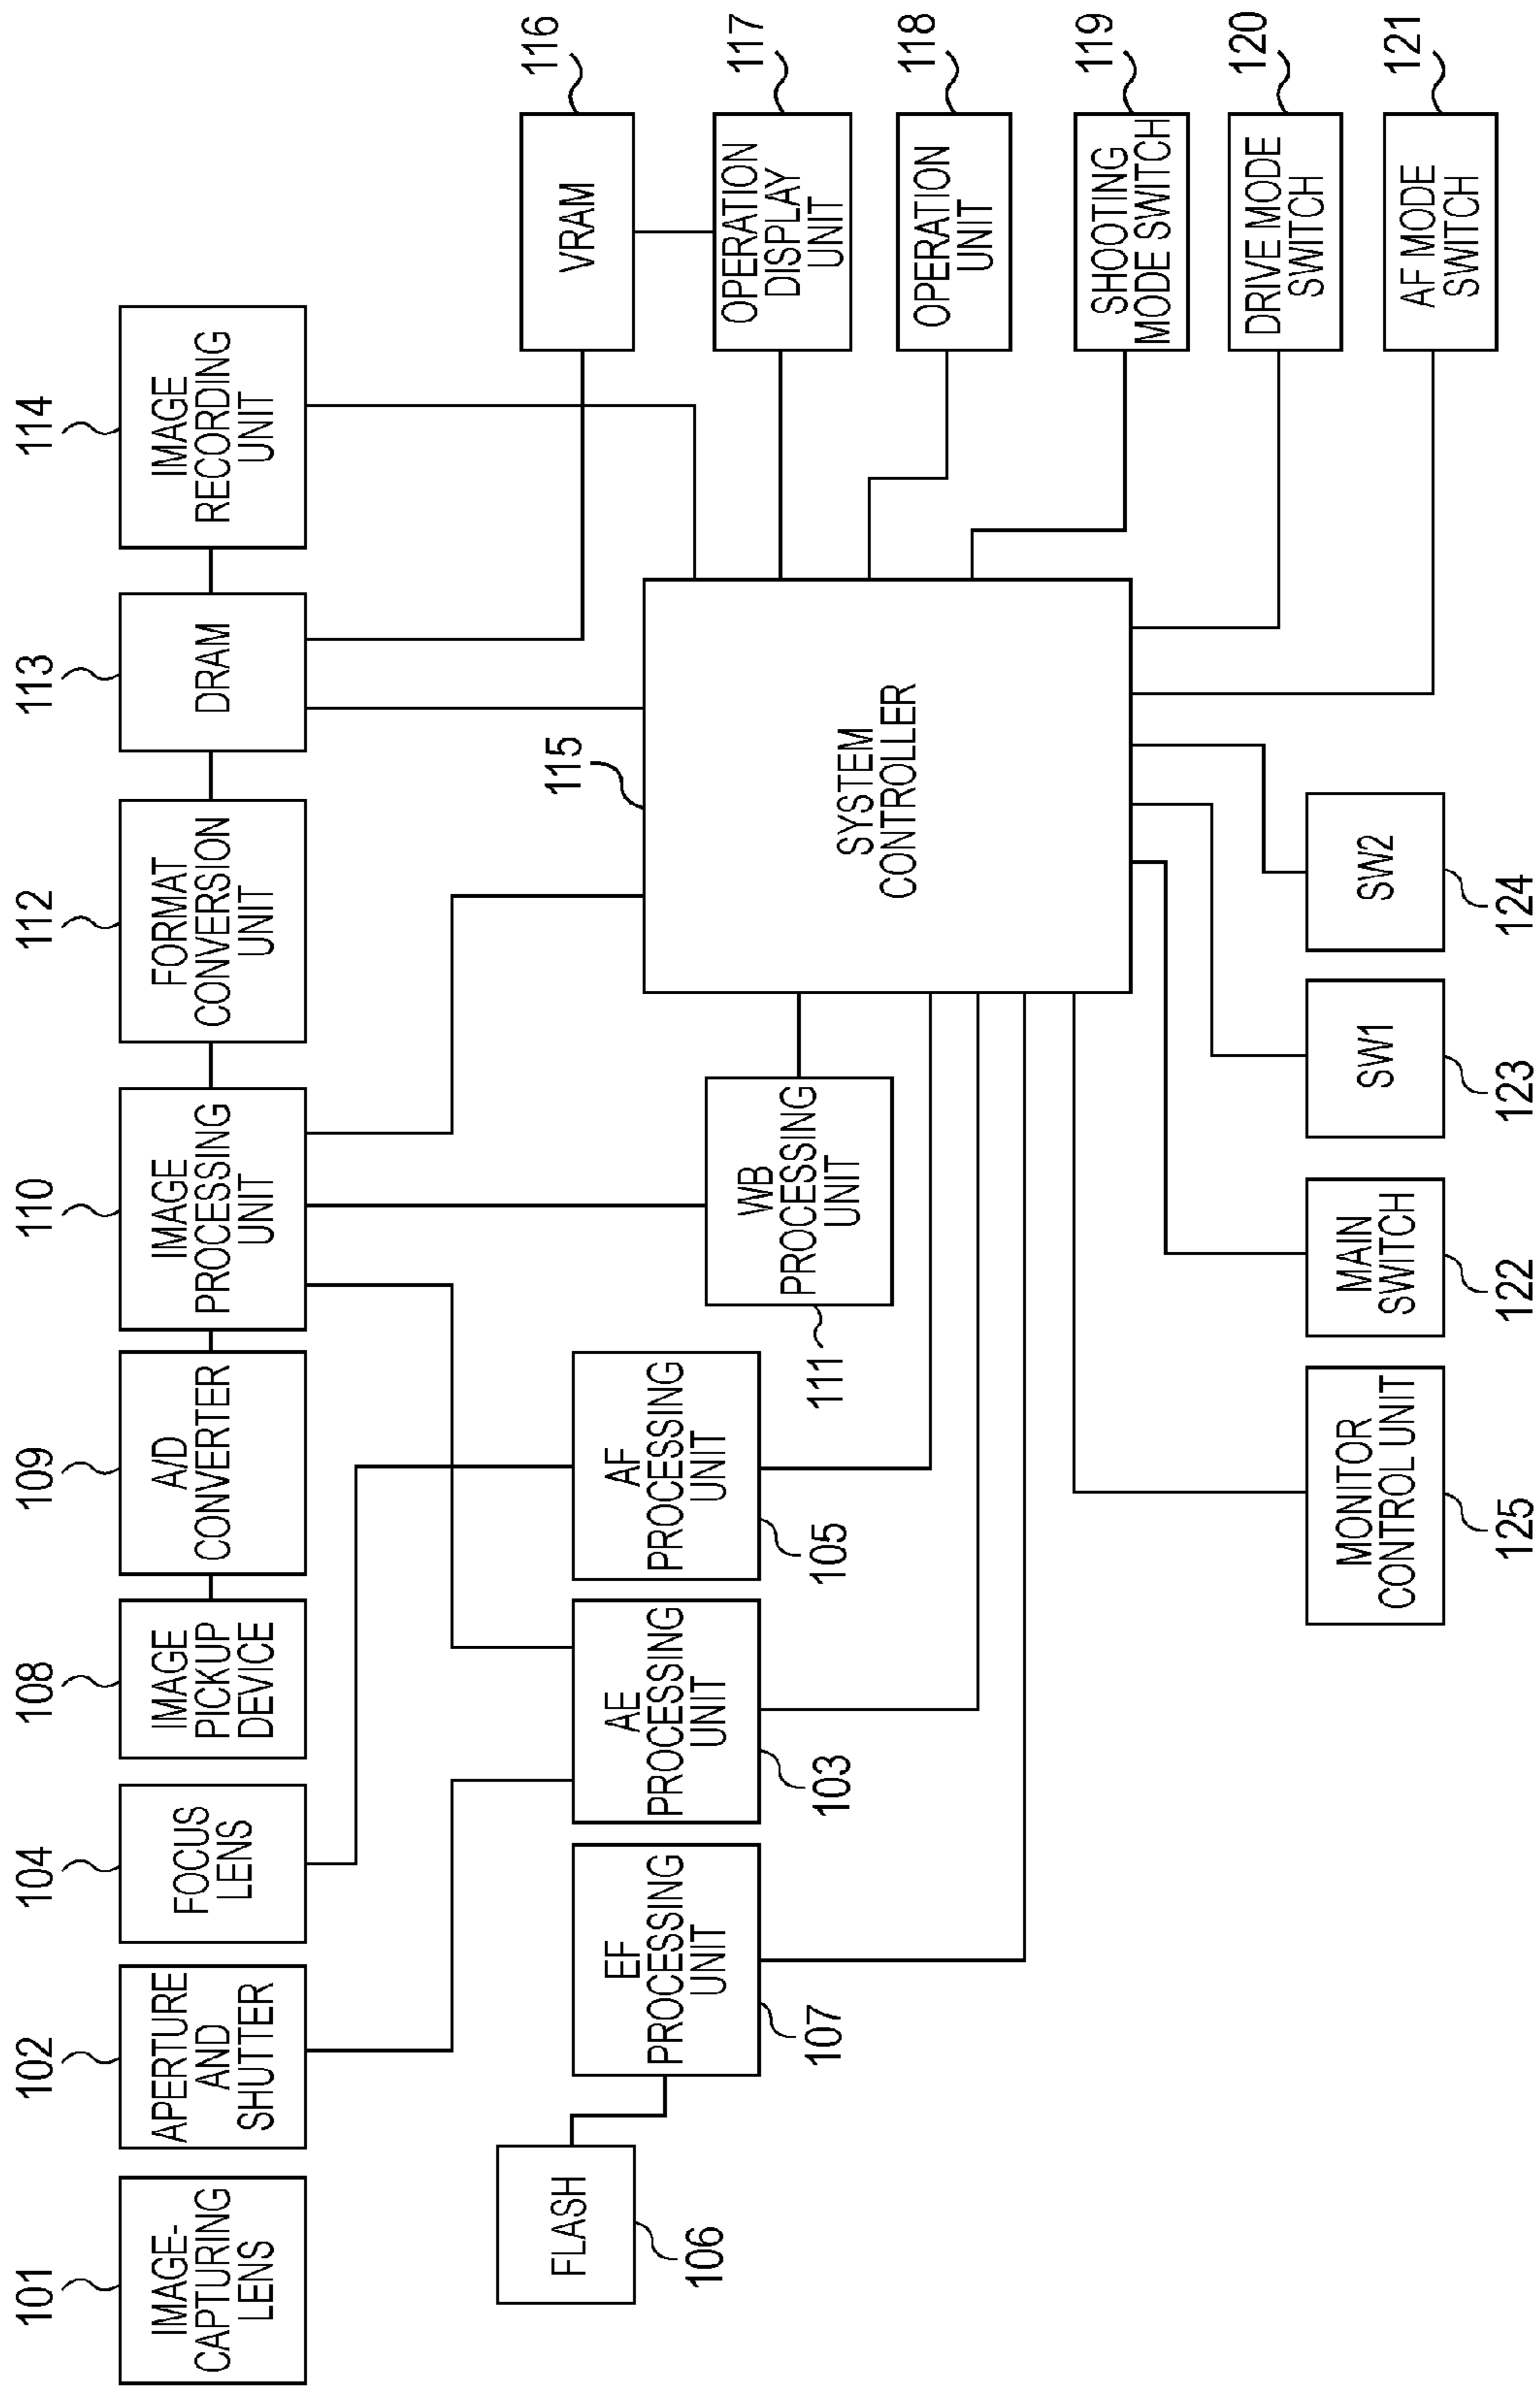 101
IMAGE-
CAPTURING
LENS
102
APERTURE
AND
SHUTTER
104
FOCUS
LENS
108
IMAGE
PICKUP
DEVICE
109
A/D
CONVERTER
110
IMAGE
PROCESSING
UNIT
112
FORMAT
CONVERSION
UNIT
113
DRAM
114
IMAGE
RECORDING
UNIT
FLASH
106
EF
PROCESSING
UNIT
107
AE
PROCESSING
UNIT
103
AF
PROCESSING
UNIT
105
WB
PROCESSING
UNIT
111
115
SYSTEM
CONTROLLER
VRAM
116
OPERATION
DISPLAY
UNIT
117
OPERATION
UNIT
118
SHOOTING
MODE SWITCH
119
DRIVE MODE
SWITCH
120
AF MODE
SWITCH
121
MONITOR
CONTROL UNIT
125
MAIN
SWITCH
122
SW1
123
SW2
124